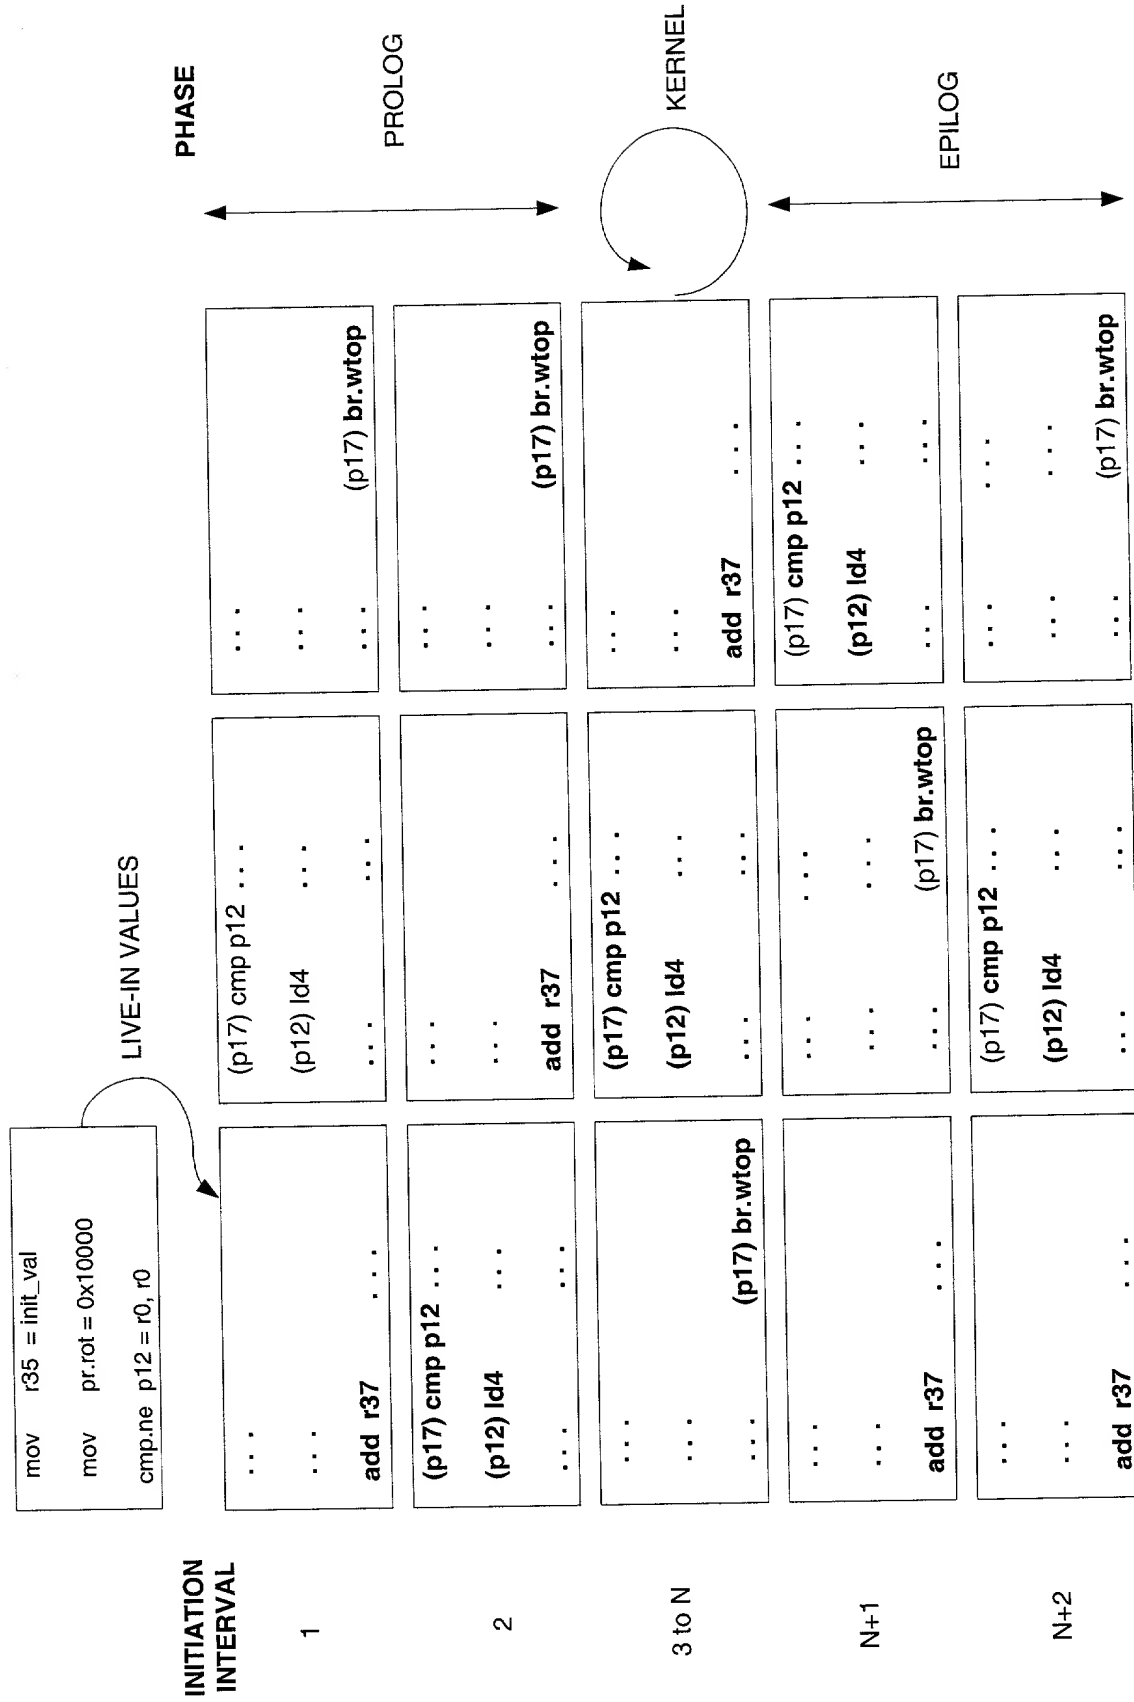 mov r35 = init_val
mov pr.rot = 0x10000
cmp.ne p12 = r0, r0
LIVE-IN VALUES
INITIATION
INTERVAL
PHASE
1
...
...
add r37 ...
(p17) cmp p12 ...
(p12) ld4 ...
... ...
...
...
... (p17) br.wtop
PROLOG
2
(p17) cmp p12 ...
(p12) ld4 ...
... ...
...
...
add r37 ...
...
...
... (p17) br.wtop
3 to N
...
...
... (p17) br.wtop
(p17) cmp p12 ...
(p12) ld4 ...
... ...
...
...
add r37 ...
KERNEL
N+1
...
...
add r37 ...
... ...
... ...
... (p17) br.wtop
(p17) cmp p12 ...
(p12) ld4 ...
... ...
EPILOG
N+2
...
...
add r37 ...
(p17) cmp p12 ...
(p12) ld4 ...
... ...
... ...
... ...
... (p17) br.wtop